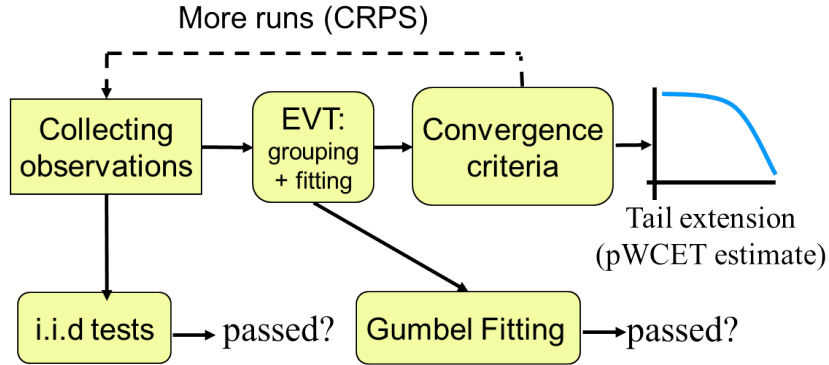 More runs (CRPS)
Collecting
observations
EVT:
grouping
+ fitting
Convergence
criteria
Tail extension
(pWCET estimate)
i.i.d tests
passed?
Gumbel Fitting
passed?